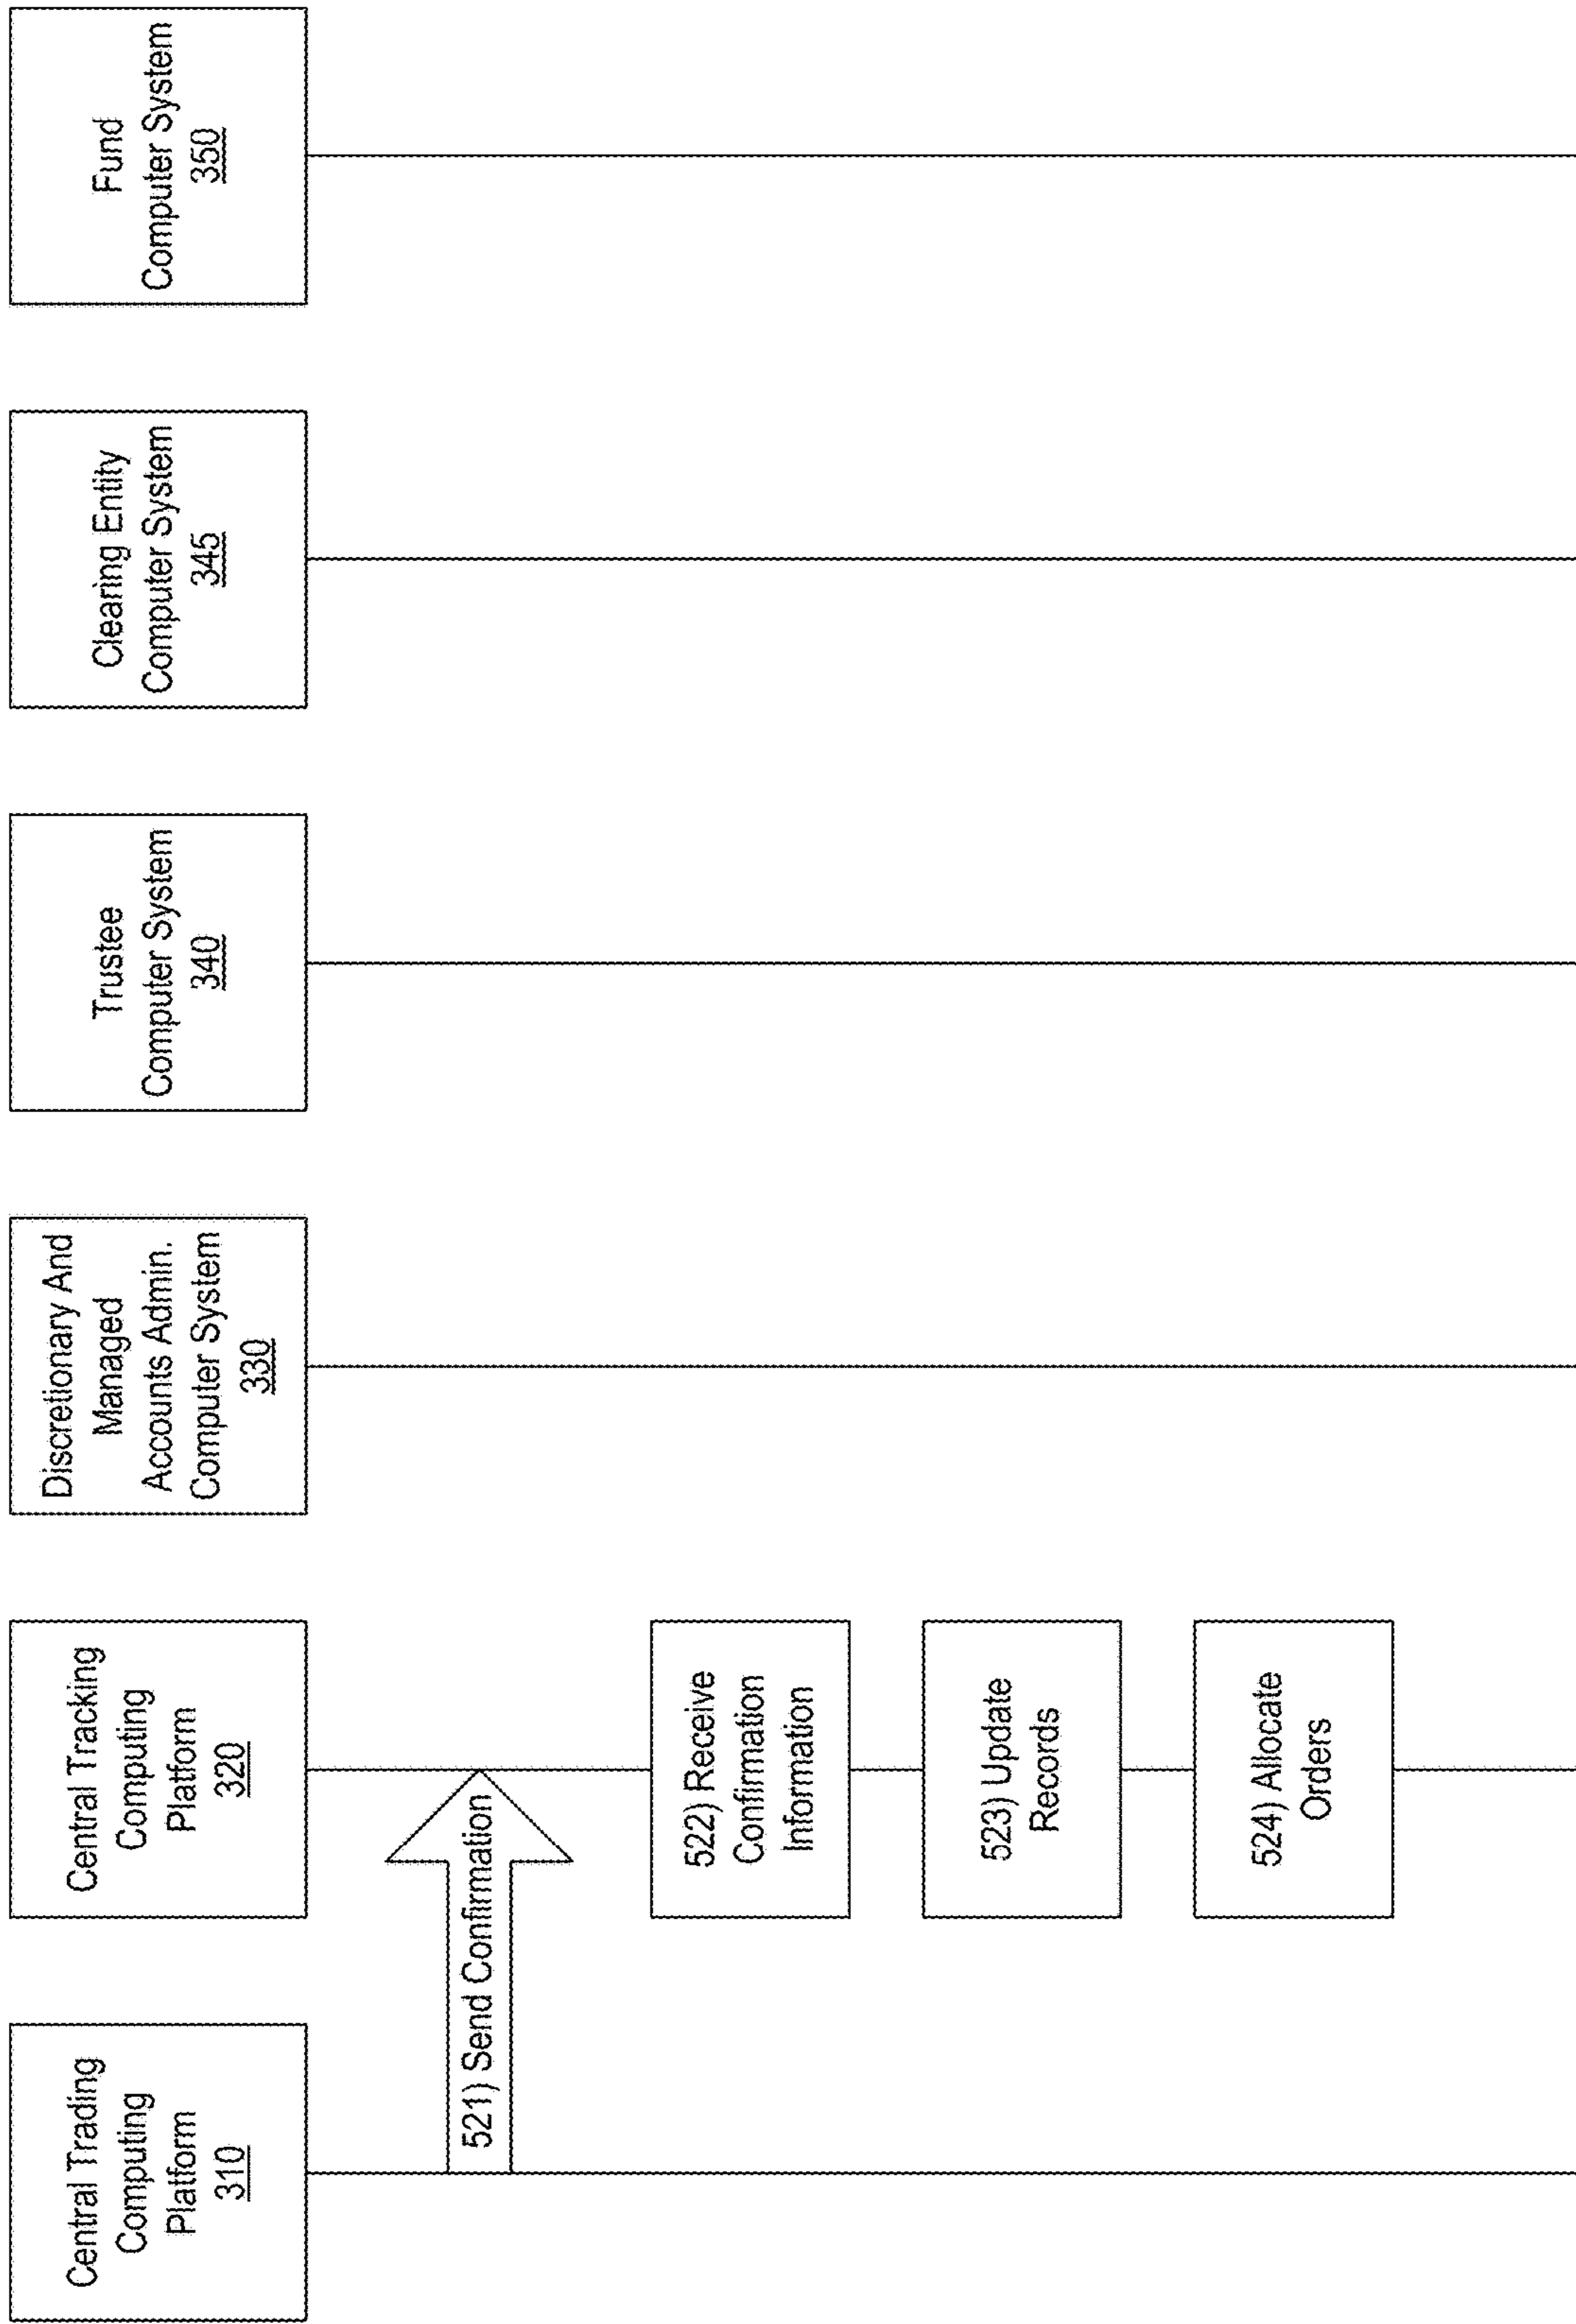 Central Trading
Computing
Platform
310
Central Tracking
Computing
Platform
320
Discretionary And
Managed
Accounts Admin.
Computer System
330
Trustee
Computer System
340
Clearing Entity
Computer System
345
Fund
Computer System
350
521) Send Confirmation
522) Receive
Confirmation
Information
523) Update
Records
524) Allocate
Orders